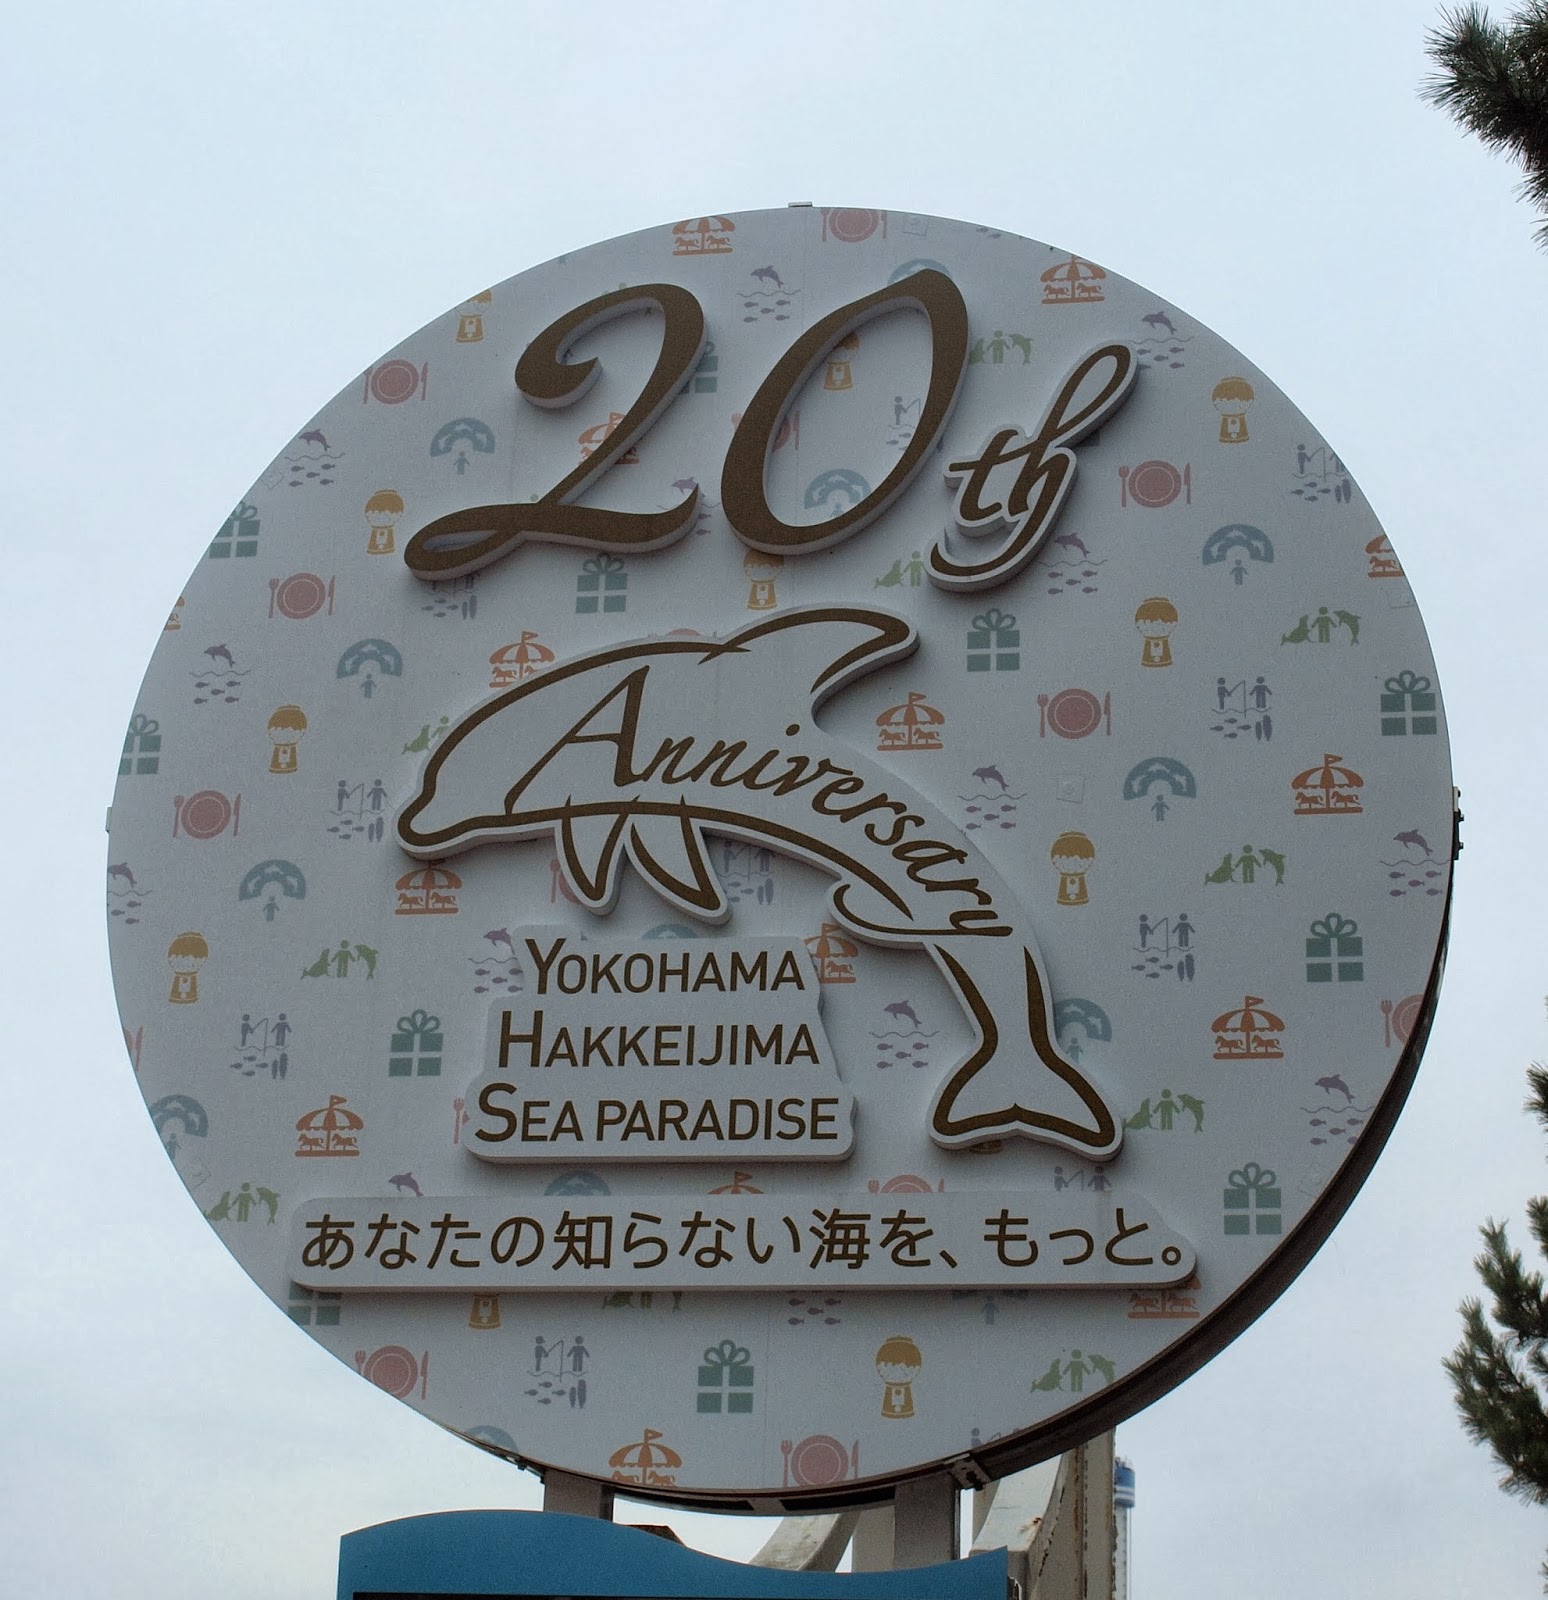 20th
Anniversary
YOKOHAMA
HAKKEIJIMA
SEA PARADISE
あなたの知らない海を、もっと。